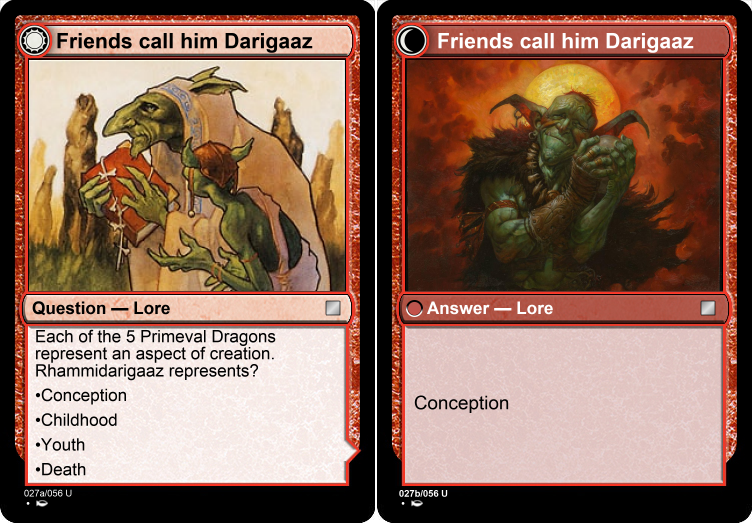 Friends call him Darigaaz
Question — Lore
Each of the 5 Primeval Dragons
represent an aspect of creation.
Rhammidarigaaz represents?
•Conception
•Childhood
•Youth
•Death
027a/056 U
•
Friends call him Darigaaz
Answer — Lore
Conception
027b/056 U
•